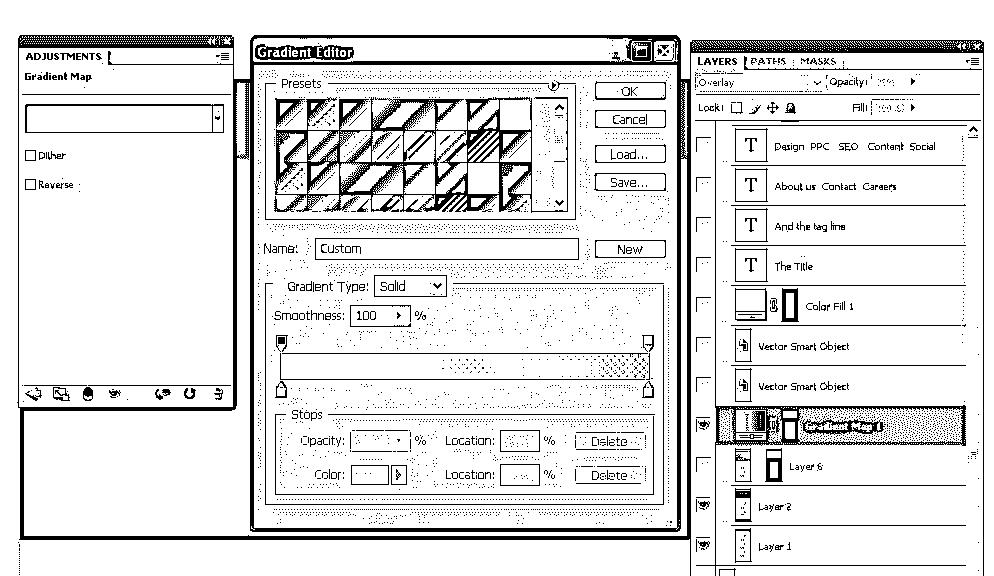 ADJUSTMENTS
Gradient Map
Dither
Reverse
Gradient Editor
Presets
OK
Cancel
Load...
Save...
Name: Custom
New
Gradient Type: Solid
Smoothness: 100 %
Stops
Opacity: % Location: % Delete
Color: Location: % Delete
LAYERS PATHS MASKS
Overlay Opacity:
Lock: Fill:
T Design PPC SEO Content Social
T About us Contact Careers
T And the tag line
T The Title
Color Fill 1
Vector Smart Object
Vector Smart Object
Gradient Map 1
Layer 6
Layer 2
Layer 1